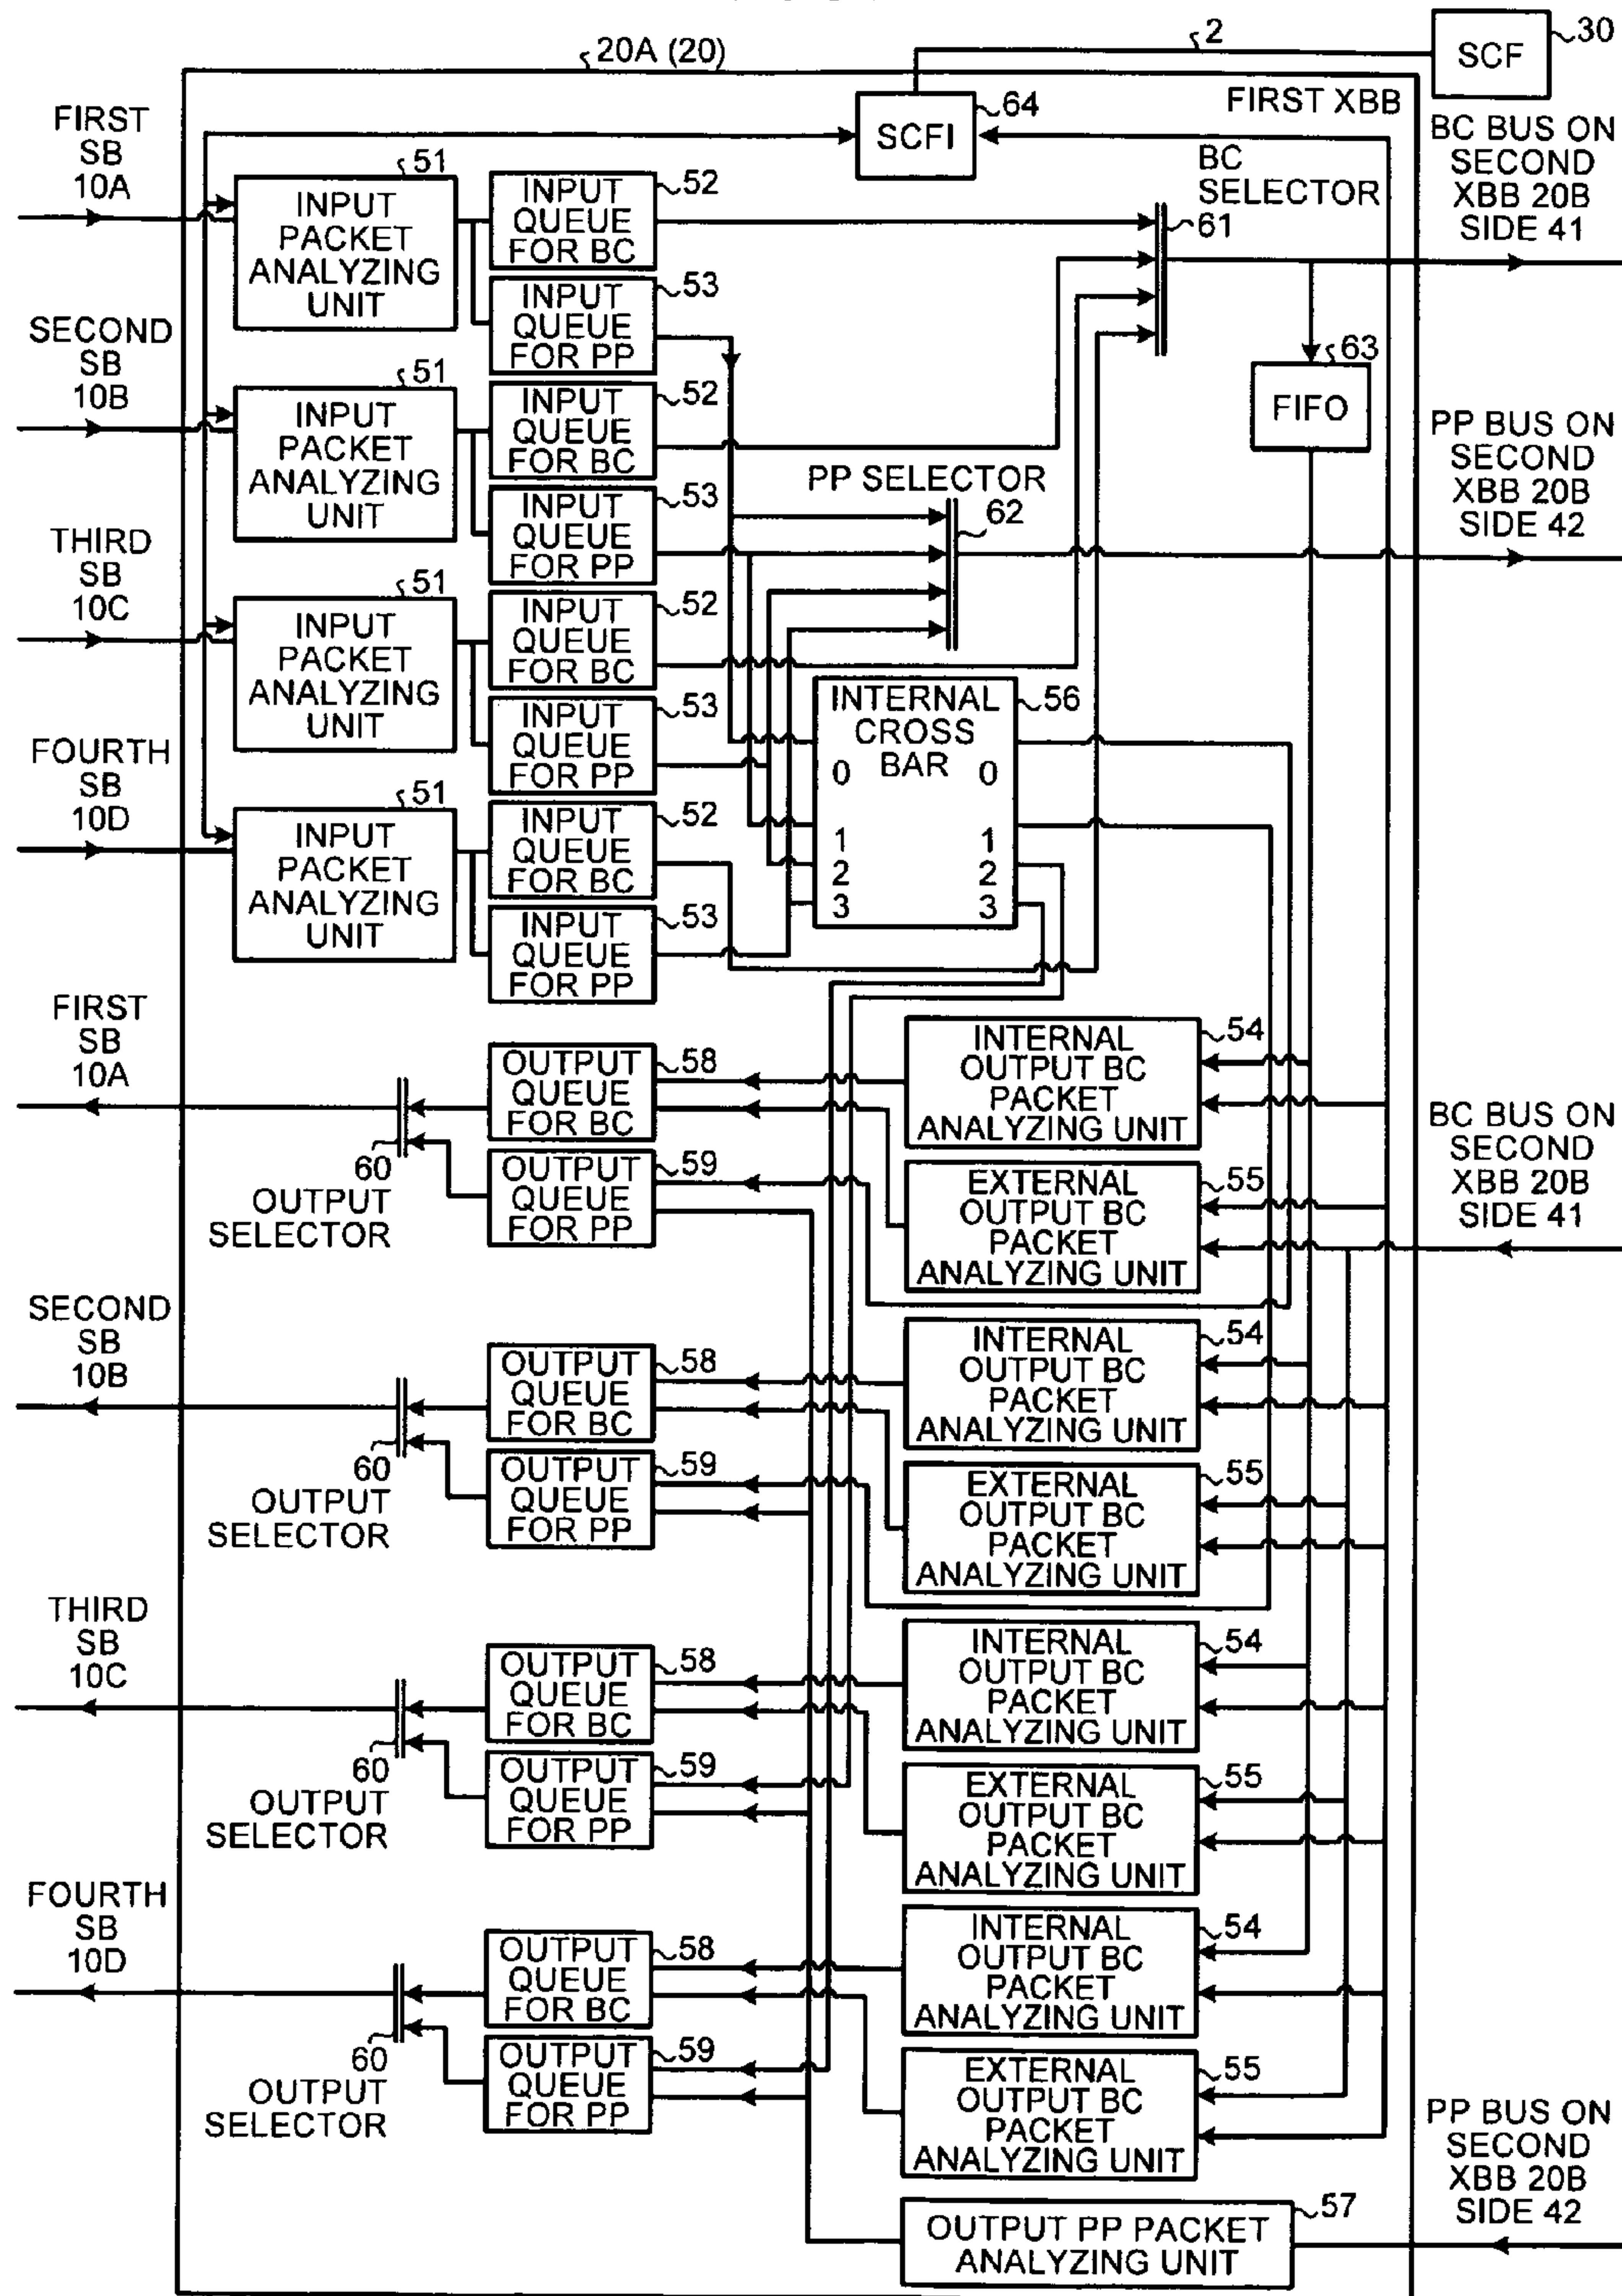 20A (20)
2
SCF
30
FIRST XBB
SCFI
64
FIRST
SB
10A
SECOND
SB
10B
THIRD
SB
10C
FOURTH
SB
10D
51
INPUT
PACKET
ANALYZING
UNIT
51
INPUT
PACKET
ANALYZING
UNIT
51
INPUT
PACKET
ANALYZING
UNIT
51
INPUT
PACKET
ANALYZING
UNIT
INPUT
QUEUE
FOR BC
52
INPUT
QUEUE
FOR PP
53
INPUT
QUEUE
FOR BC
52
INPUT
QUEUE
FOR PP
53
INPUT
QUEUE
FOR BC
52
INPUT
QUEUE
FOR PP
53
INPUT
QUEUE
FOR BC
52
INPUT
QUEUE
FOR PP
53
BC
SELECTOR
61
PP SELECTOR
62
63
FIFO
INTERNAL
CROSS
BAR
56
0 0
1 1
2 2
3 3
BC BUS ON
SECOND
XBB 20B
SIDE 41
PP BUS ON
SECOND
XBB 20B
SIDE 42
FIRST
SB
10A
60
OUTPUT
SELECTOR
OUTPUT
QUEUE
FOR BC
58
OUTPUT
QUEUE
FOR PP
59
INTERNAL
OUTPUT BC
PACKET
ANALYZING UNIT
54
EXTERNAL
OUTPUT BC
PACKET
ANALYZING UNIT
55
BC BUS ON
SECOND
XBB 20B
SIDE 41
SECOND
SB
10B
60
OUTPUT
SELECTOR
OUTPUT
QUEUE
FOR BC
58
OUTPUT
QUEUE
FOR PP
59
INTERNAL
OUTPUT BC
PACKET
ANALYZING UNIT
54
EXTERNAL
OUTPUT BC
PACKET
ANALYZING UNIT
55
THIRD
SB
10C
60
OUTPUT
SELECTOR
OUTPUT
QUEUE
FOR BC
58
OUTPUT
QUEUE
FOR PP
59
INTERNAL
OUTPUT BC
PACKET
ANALYZING UNIT
54
EXTERNAL
OUTPUT BC
PACKET
ANALYZING UNIT
55
FOURTH
SB
10D
60
OUTPUT
SELECTOR
OUTPUT
QUEUE
FOR BC
58
OUTPUT
QUEUE
FOR PP
59
INTERNAL
OUTPUT BC
PACKET
ANALYZING UNIT
54
EXTERNAL
OUTPUT BC
PACKET
ANALYZING UNIT
55
OUTPUT PP PACKET
ANALYZING UNIT
57
PP BUS ON
SECOND
XBB 20B
SIDE 42